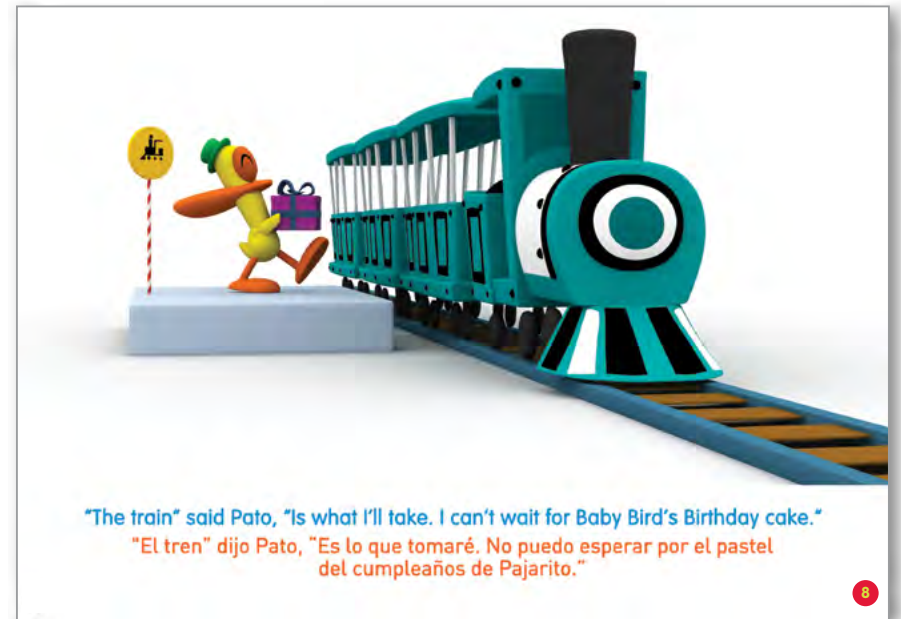 "The train" said Pato, "Is what I'll take. I can't wait for Baby Bird's Birthday cake."
"El tren" dijo Pato, "Es lo que tomaré. No puedo esperar por el pastel
del cumpleaños de Pajarito."
8